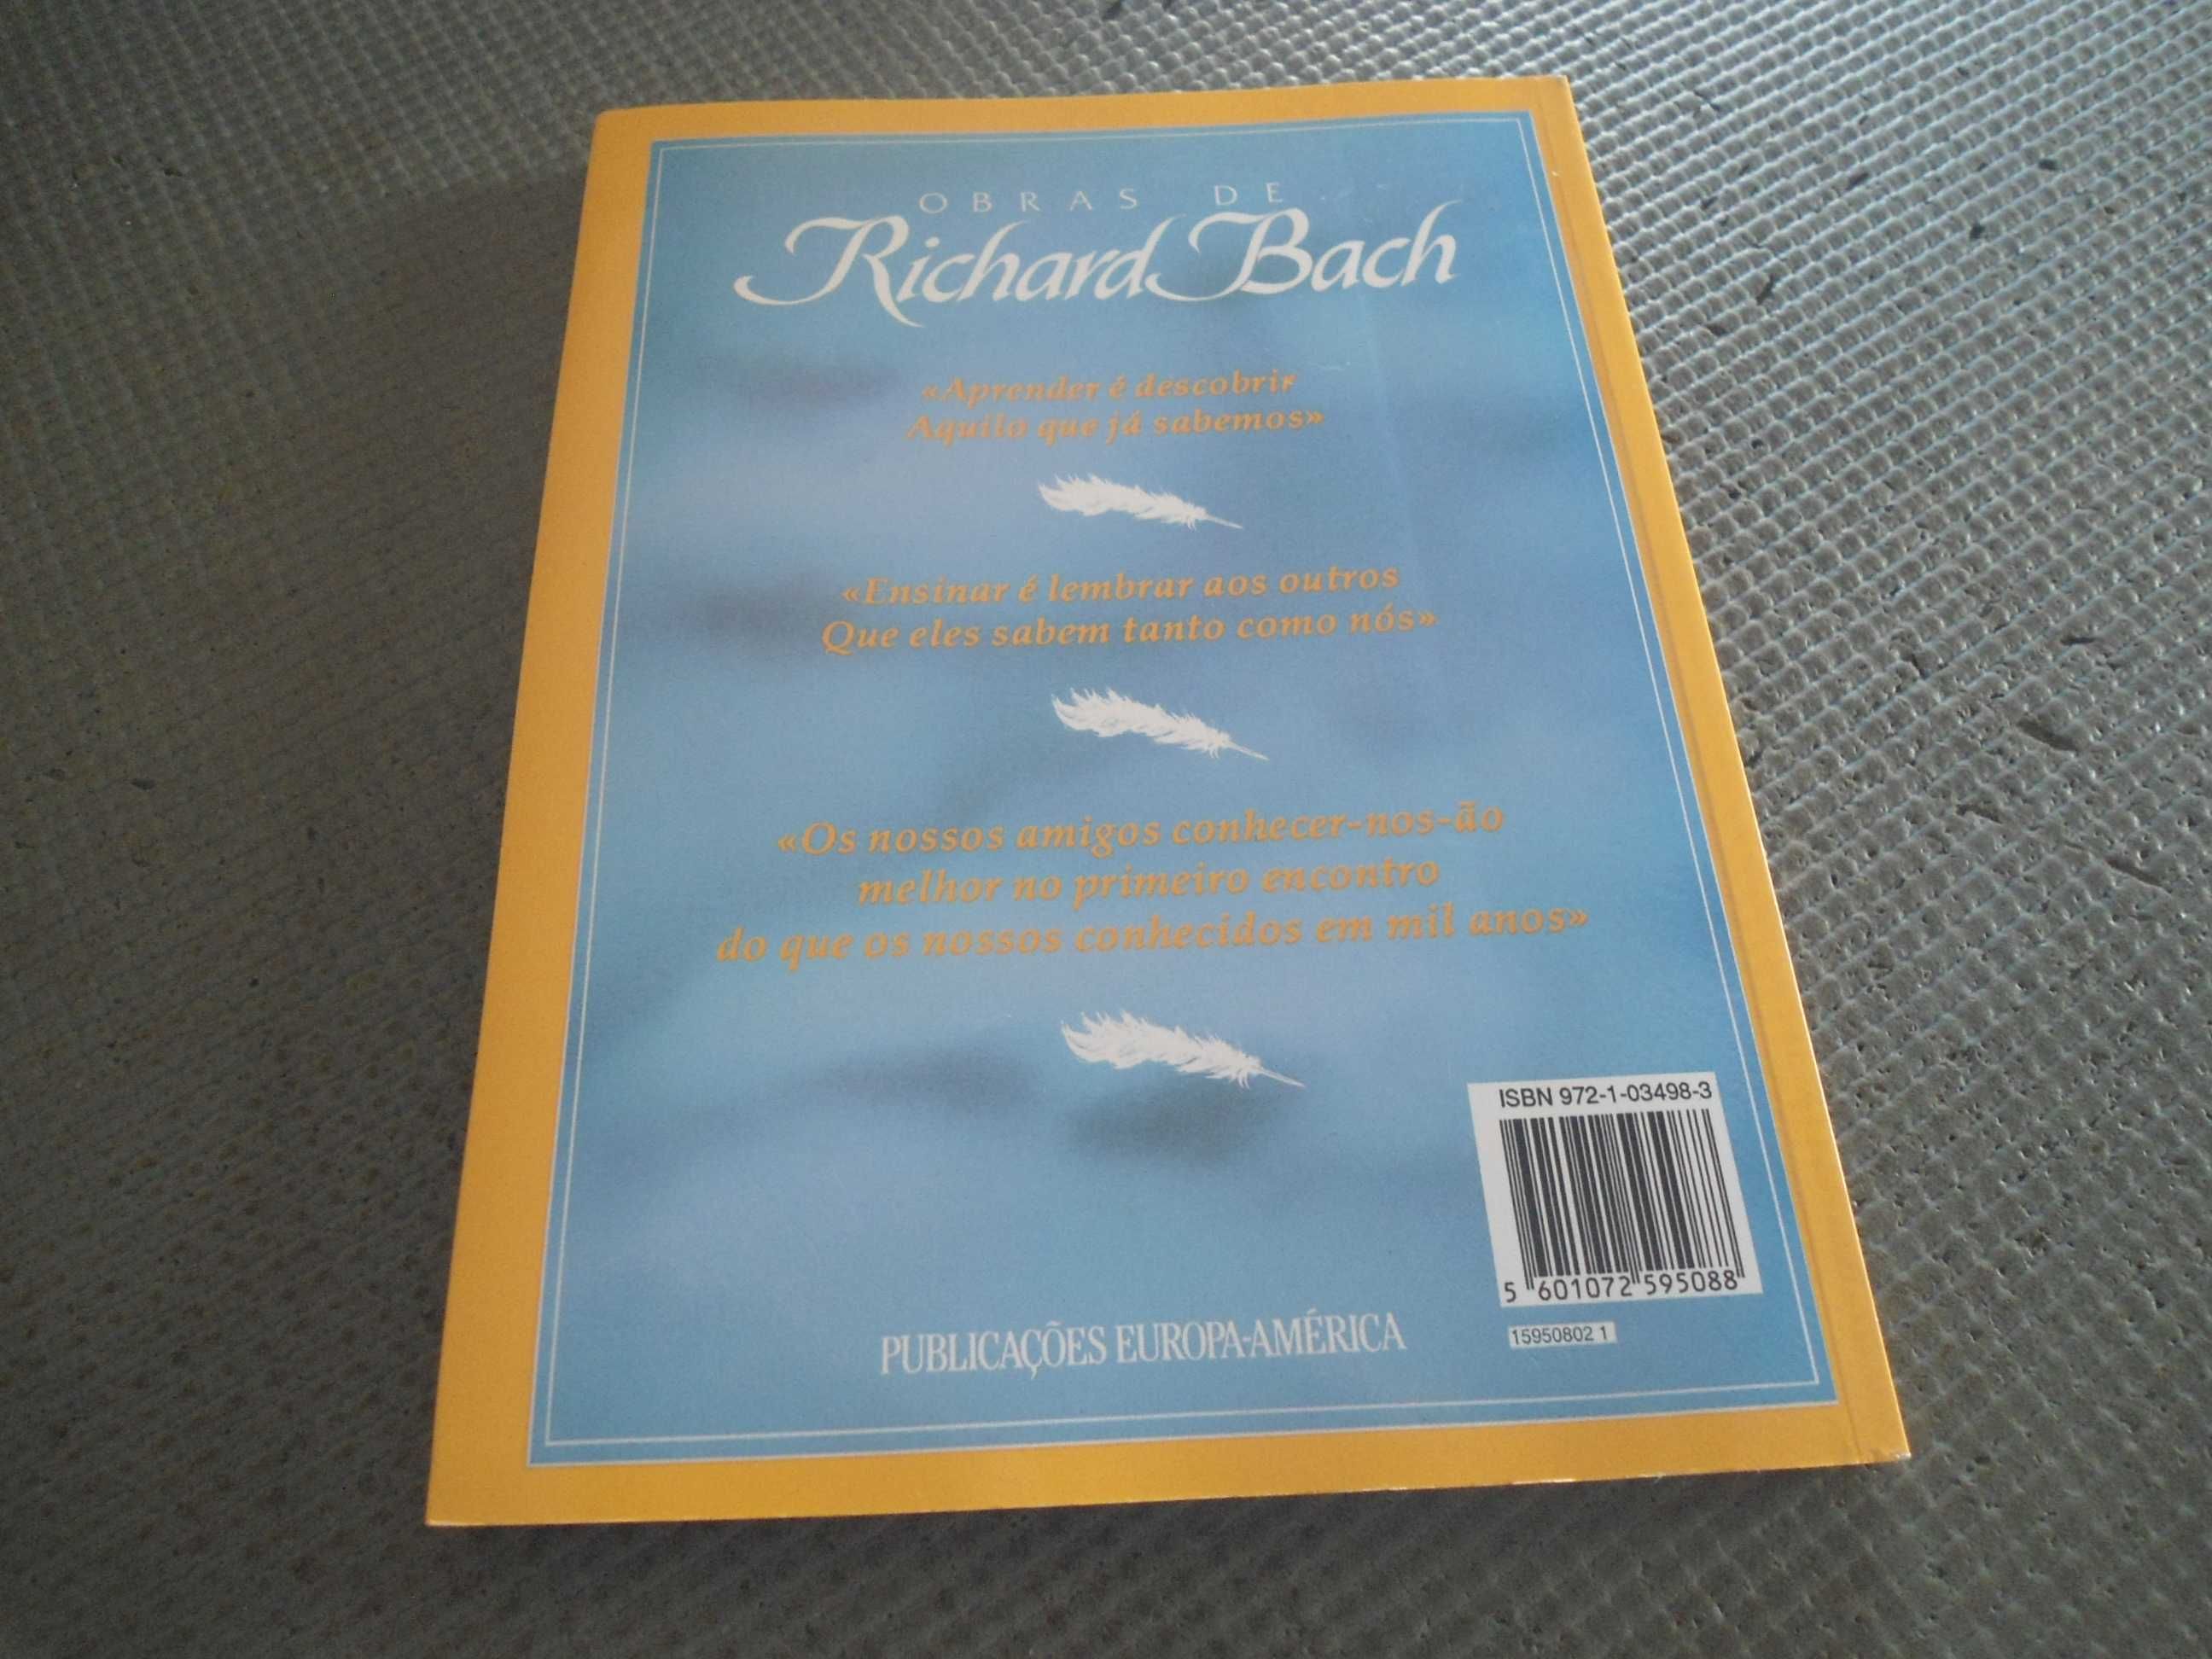 OBRAS DE
Richard Bach
«Aprender é descobrir
Aquilo que já sabemos»
«Ensinar é lembrar aos outros
Que eles sabem tanto como nós»
«Os nossos amigos conhecer-nos-ão
melhor no primeiro encontro
do que os nossos conhecidos em mil anos»
ISBN 972-1-03498-3
5 601072 595088
PUBLICAÇÕES EUROPA-AMÉRICA
15950802 1